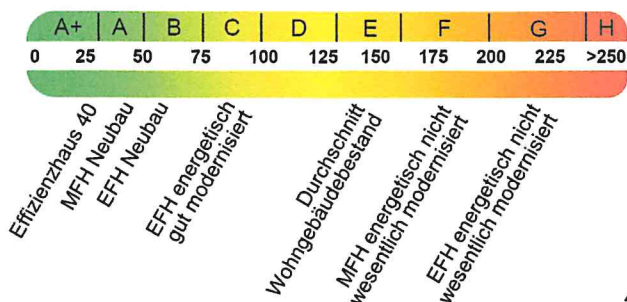 A+ A B C D E F G H
0 25 50 75 100 125 150 175 200 225 >250
Effizienzhaus 40
MFH Neubau
EFH Neubau
EFH energetisch
gut modernisiert
Durchschnitt
Wohngebäudebestand
MFH energetisch nicht
wesentlich modernisiert
EFH energetisch nicht
wesentlich modernisiert